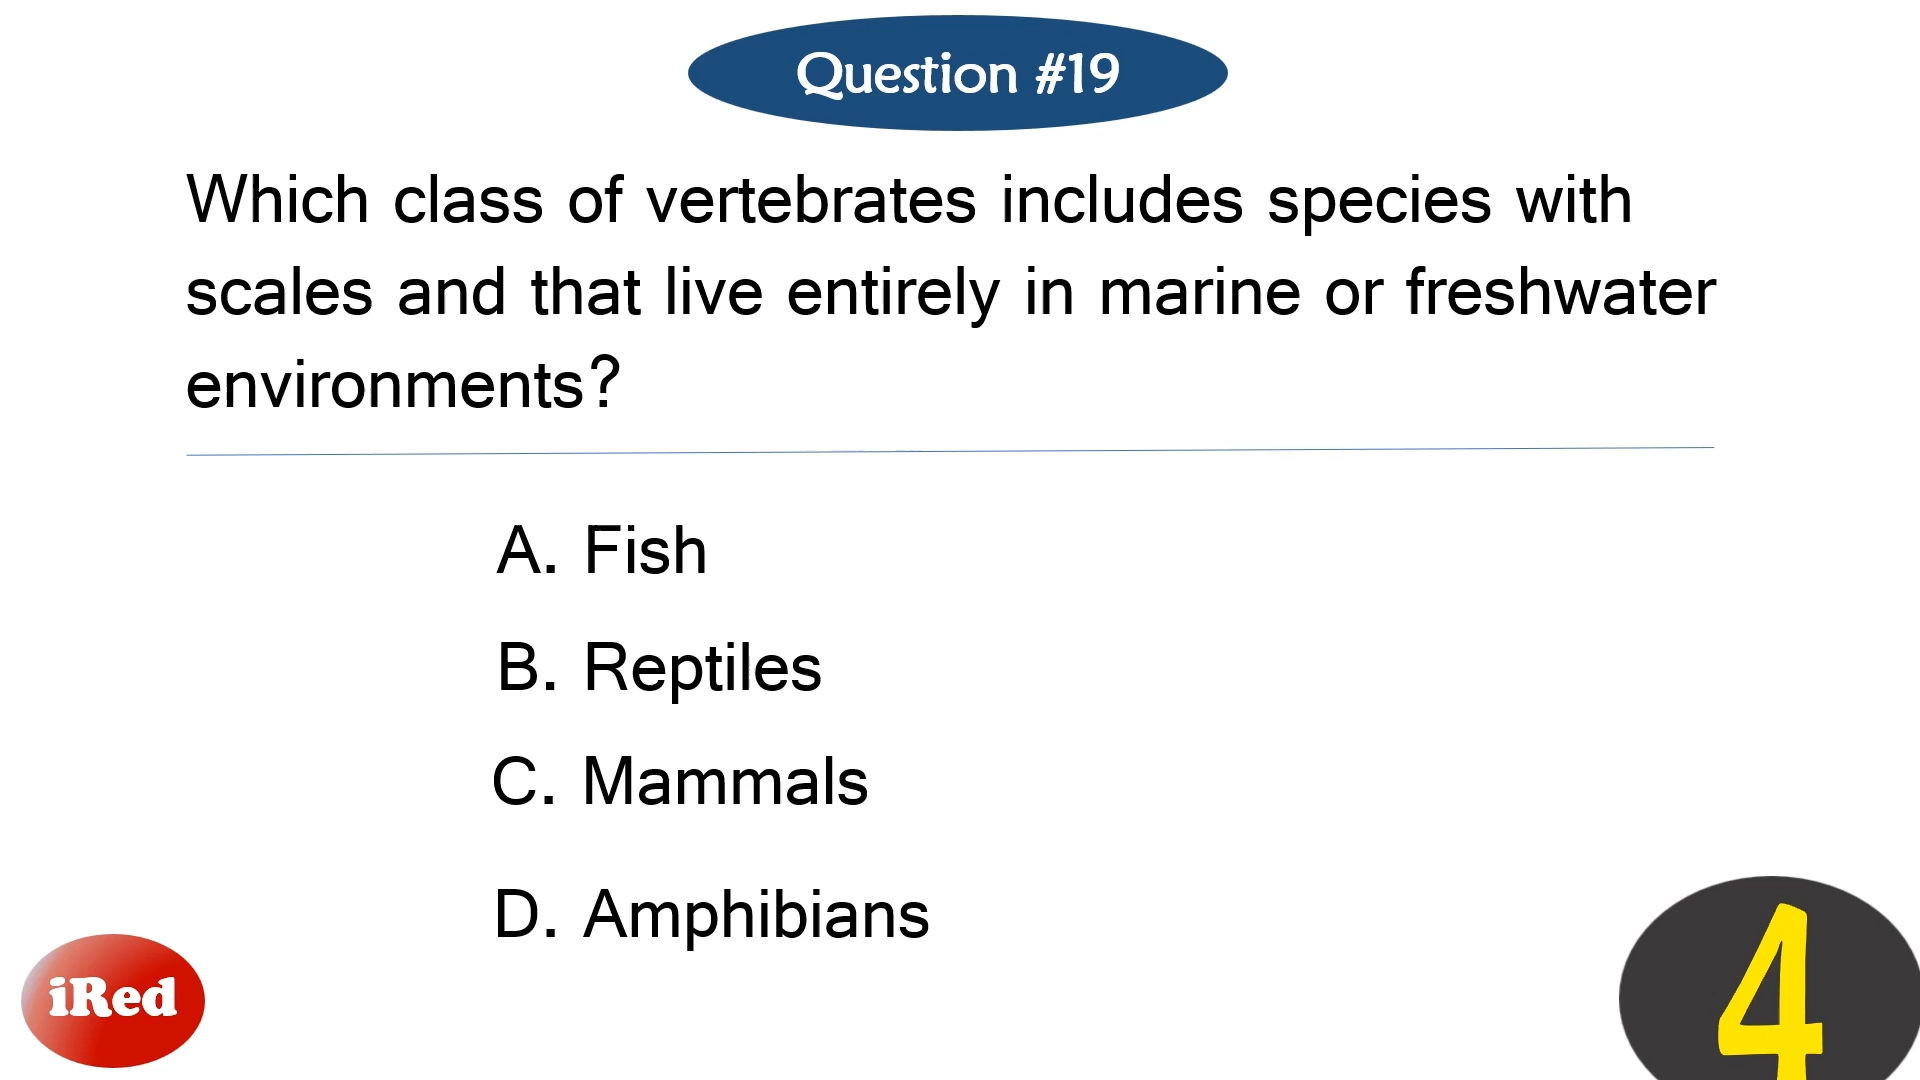 Question #19
Which class of vertebrates includes species with
scales and that live entirely in marine or freshwater
environments?
A. Fish
B. Reptiles
C. Mammals
D. Amphibians
iRed
4